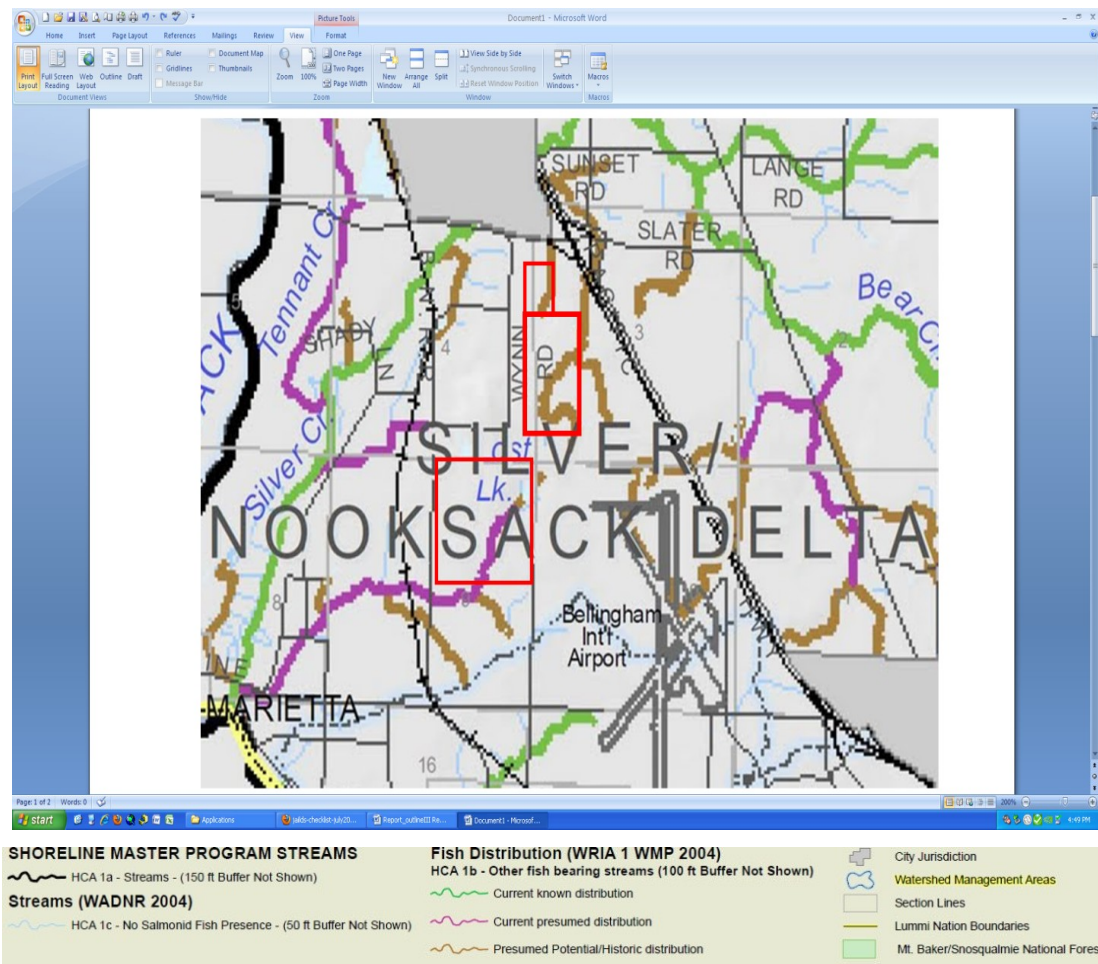 Picture Tools
Document1 - Microsoft Word
Home Insert Page Layout References Mailings Review View Format
Print Layout
Full Screen Reading
Web Layout
Outline
Draft
Document Views
Ruler
Gridlines
Message Bar
Document Map
Thumbnails
Show/Hide
Zoom
100%
One Page
Two Pages
Page Width
Zoom
New Window
Arrange All
Split
View Side by Side
Synchronous Scrolling
Reset Window Position
Window
Switch Windows
Macros
Macros
SUNSET RD
LANGE RD
SLATER RD
Tennant Cr.
Bear Cr.
SHADY LN
4
3
2
WYNN RD
Silver Cr.
SILVER/
Lk.
NOOKSACK DELTA
8
Bellingham
Int'l
Airport
MARIETTA
16
Page: 1 of 2 Words: 0 200%
start Applications Report_outlineIII Re... Document1 - Microsof... 4:49 PM
SHORELINE MASTER PROGRAM STREAMS
HCA 1a - Streams - (150 ft Buffer Not Shown)
Streams (WADNR 2004)
HCA 1c - No Salmonid Fish Presence - (50 ft Buffer Not Shown)
Fish Distribution (WRIA 1 WMP 2004)
HCA 1b - Other fish bearing streams (100 ft Buffer Not Shown)
Current known distribution
Current presumed distribution
Presumed Potential/Historic distribution
City Jurisdiction
Watershed Management Areas
Section Lines
Lummi Nation Boundaries
Mt. Baker/Snosqualmie National Fores